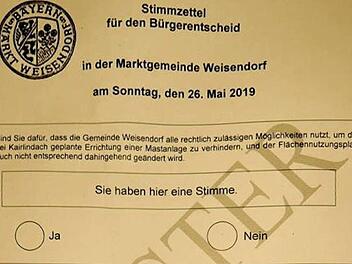 BAYERN
MARKT WEISENDORF
Stimmzettel
für den Bürgerentscheid
in der Marktgemeinde Weisendorf
am Sonntag, den 26. Mai 2019
ind Sie dafür, dass die Gemeinde Weisendorf alle rechtlich zulässigen Möglichkeiten nutzt, um d
ei Kairlindach geplante Errichtung einer Mastanlage zu verhindern, und der Flächennutzungspla
uch nicht entsprechend dahingehend geändert wird.
Sie haben hier eine Stimme.
Ja
Nein
STER